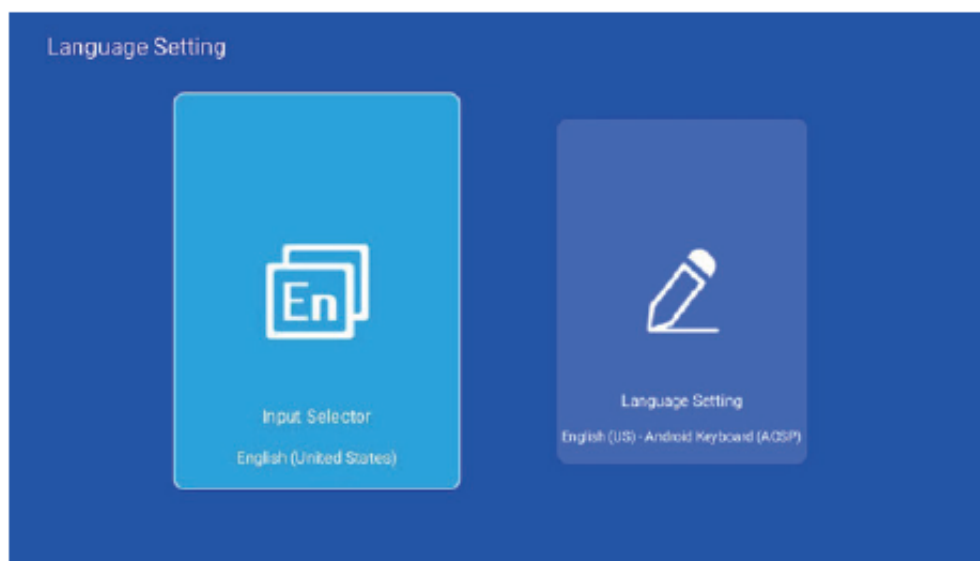 Language Setting
En
Input Selector
English (United States)
Language Setting
English (US) - Android Keyboard (AOSP)